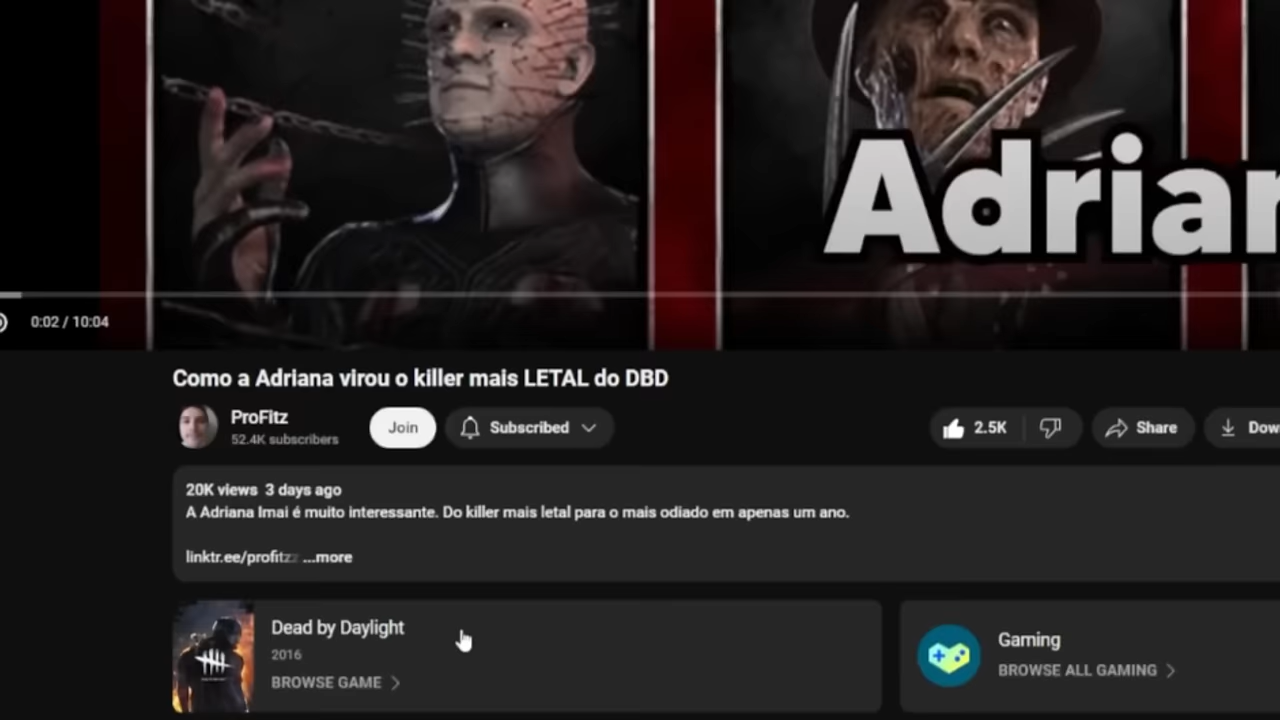 Adrian
0:02 / 10:04
Como a Adriana virou o killer mais LETAL do DBD
ProFitz
52.4K subscribers
Join
Subscribed
2.5K
Share
Dow
20K views 3 days ago
A Adriana Imai é muito interessante. Do killer mais letal para o mais odiado em apenas um ano.
linktr.ee/profitzz ...more
Dead by Daylight
2016
BROWSE GAME
Gaming
BROWSE ALL GAMING